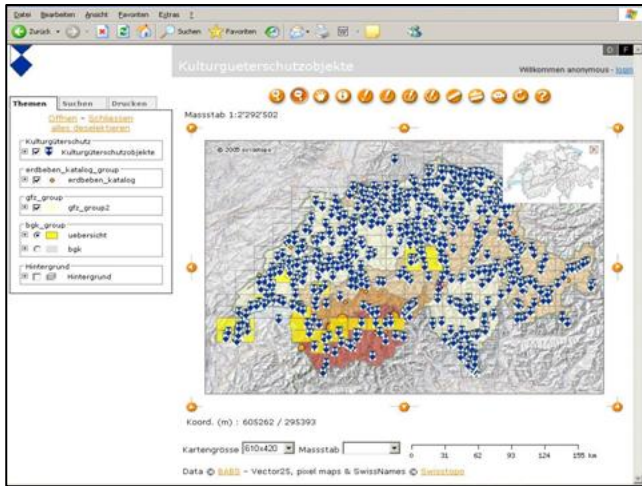 Datei Bearbeiten Ansicht Favoriten Extras ?
Zurück Suchen Favoriten
D F
Kulturgueterschutzobjekte
Willkommen anonymous - login
Themen Suchen Drucken
Öffnen - Schliessen
alles deselektieren
Kulturgüterschutz
Kulturgüterschutzobjekte
erdbeben_katalog_group
erdbeben_katalog
gfz_group
gfz_group2
bgk_group
uebersicht
bgk
Hintergrund
Hintergrund
Massstab 1:2'292'502
© 2005 swisstopo
Koord. (m) : 605262 / 295393
Kartengrösse 610x420 Massstab
0 31 62 93 124 155 km
Data © BABS - Vector25, pixel maps & SwissNames © Swisstopo